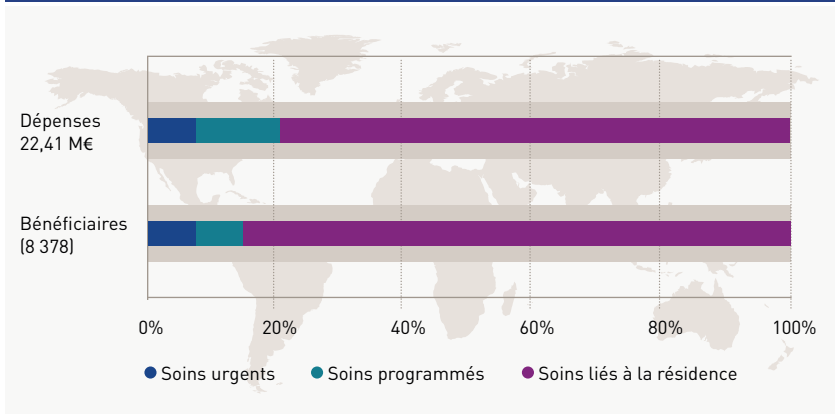 Dépenses
22,41 M€
Bénéficiaires
(8 378)
0% 20% 40% 60% 80% 100%
Soins urgents Soins programmés Soins liés à la résidence